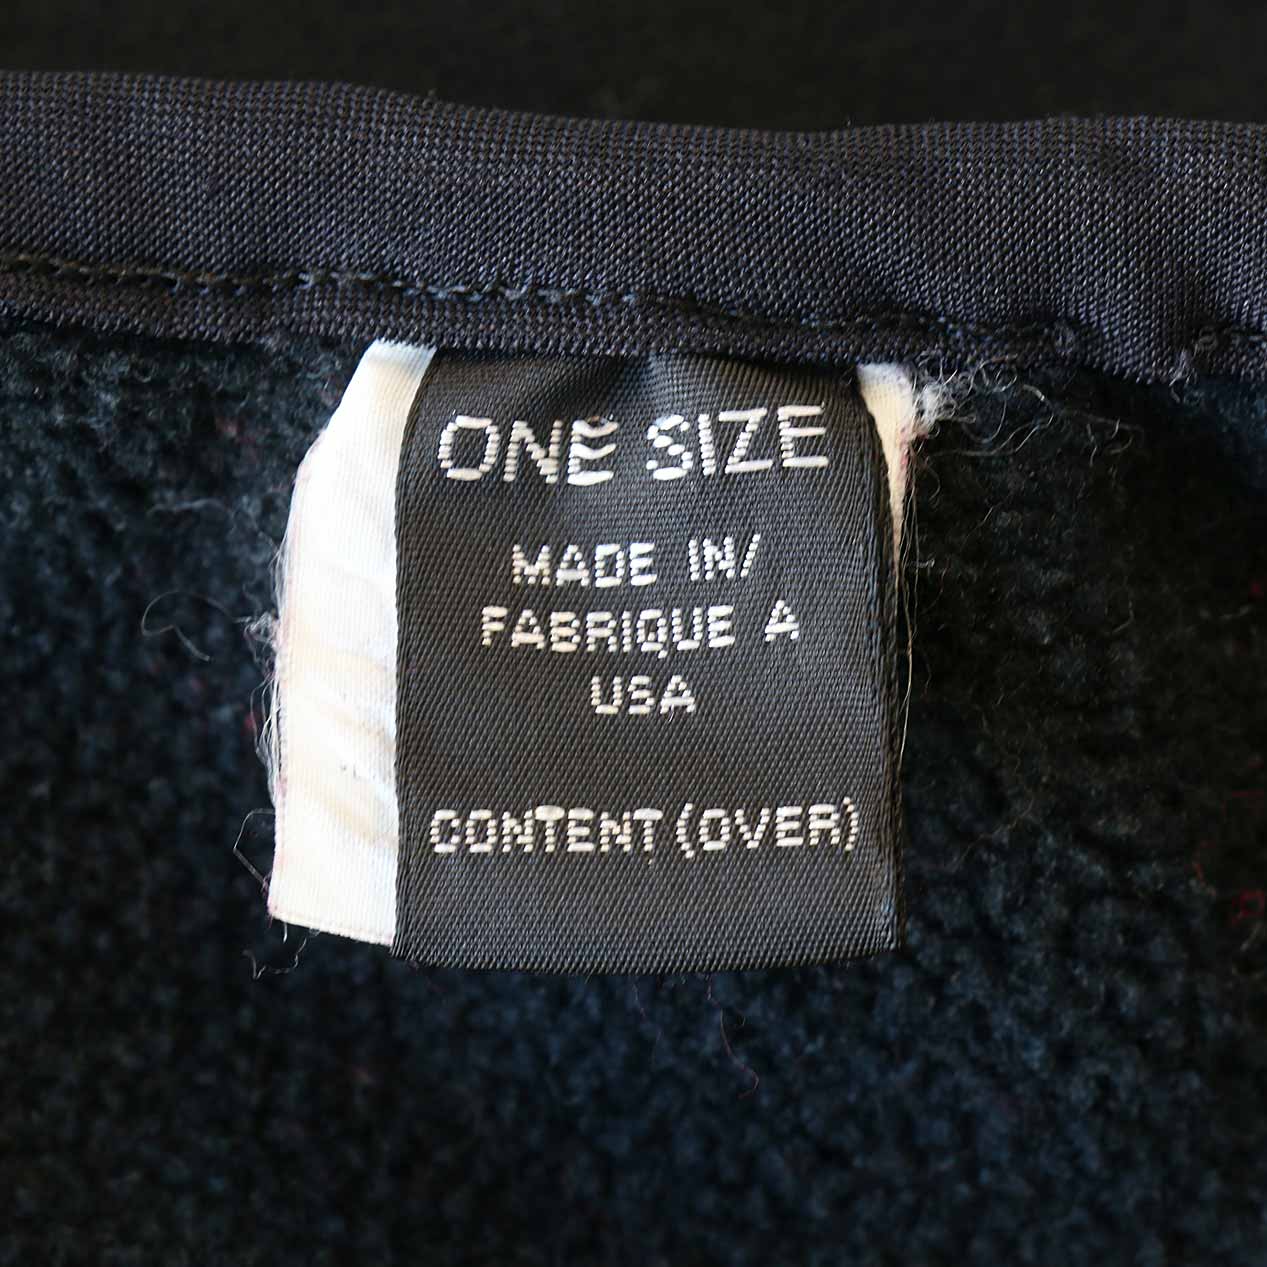 ONE SIZE
MADE IN/
FABRIQUE A
USA
CONTENT (OVER)